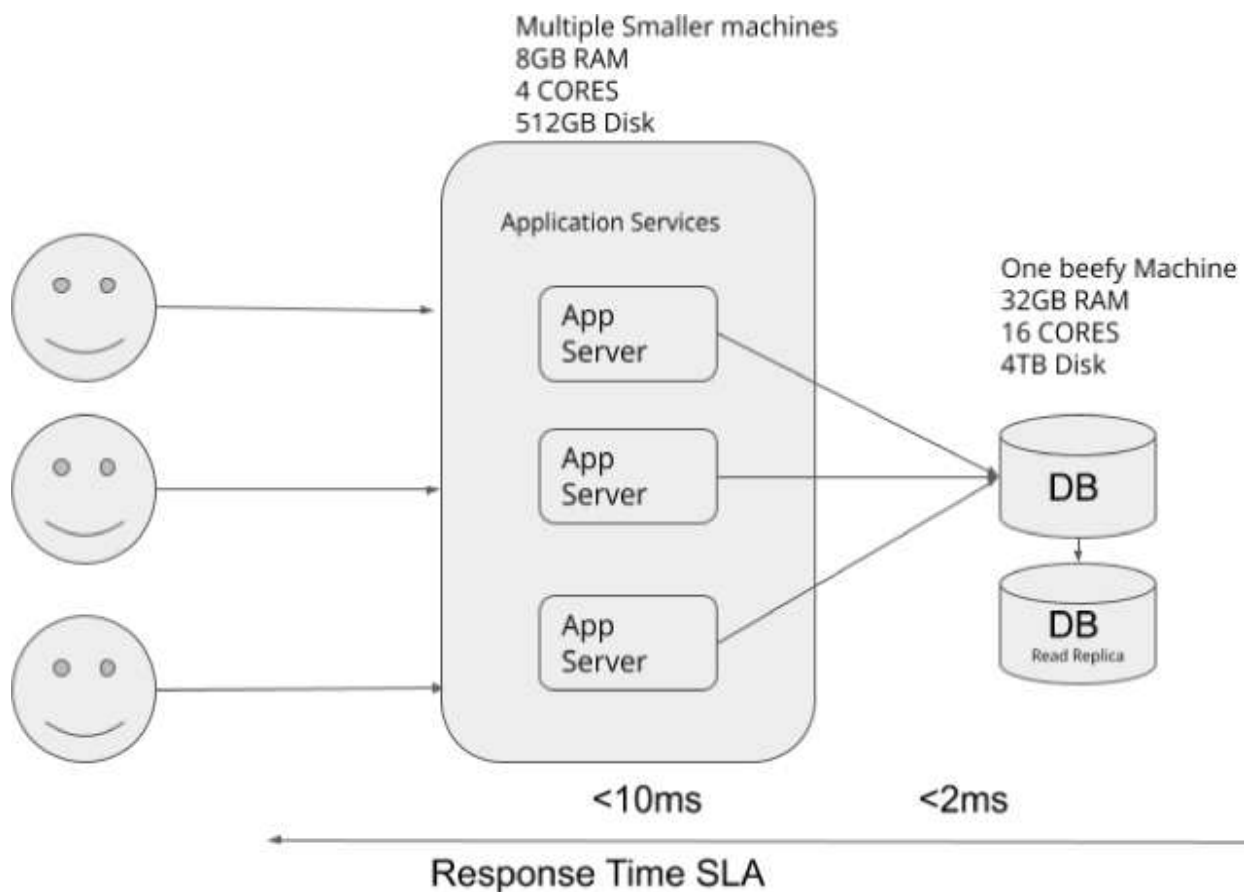 Multiple Smaller machines
8GB RAM
4 CORES
512GB Disk
Application Services
App
Server
App
Server
App
Server
One beefy Machine
32GB RAM
16 CORES
4TB Disk
DB
DB
Read Replica
<10ms
<2ms
Response Time SLA